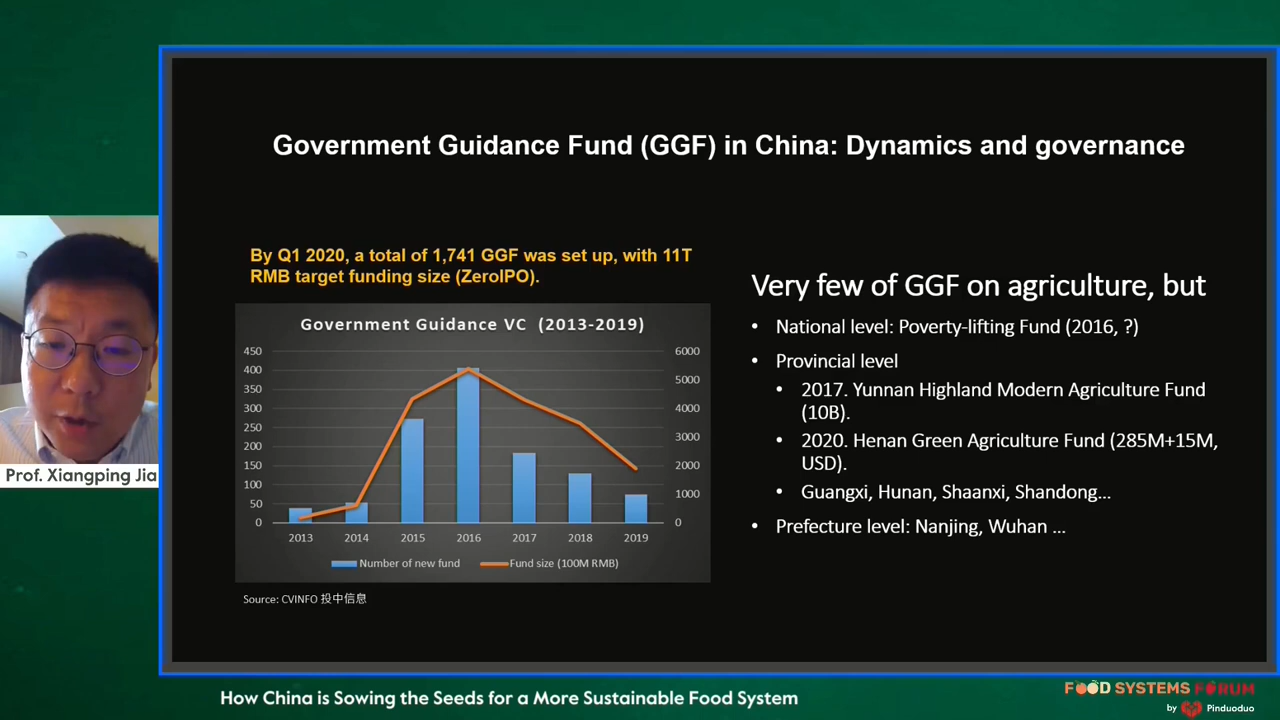 Government Guidance Fund (GGF) in China: Dynamics and governance
By Q1 2020, a total of 1,741 GGF was set up, with 11T
RMB target funding size (ZeroIPO).
Government Guidance VC (2013-2019)
450
400
350
300
250
200
150
100
50
0
6000
5000
4000
3000
2000
1000
0
2013 2014 2015 2016 2017 2018 2019
Number of new fund Fund size (100M RMB)
Source: CVINFO 投中信息
Very few of GGF on agriculture, but
• National level: Poverty-lifting Fund (2016, ?)
• Provincial level
• 2017. Yunnan Highland Modern Agriculture Fund
(10B).
• 2020. Henan Green Agriculture Fund (285M+15M,
USD).
• Guangxi, Hunan, Shaanxi, Shandong...
• Prefecture level: Nanjing, Wuhan ...
Prof. Xiangping Jia
How China is Sowing the Seeds for a More Sustainable Food System
FOOD SYSTEMS FORUM
by Pinduoduo